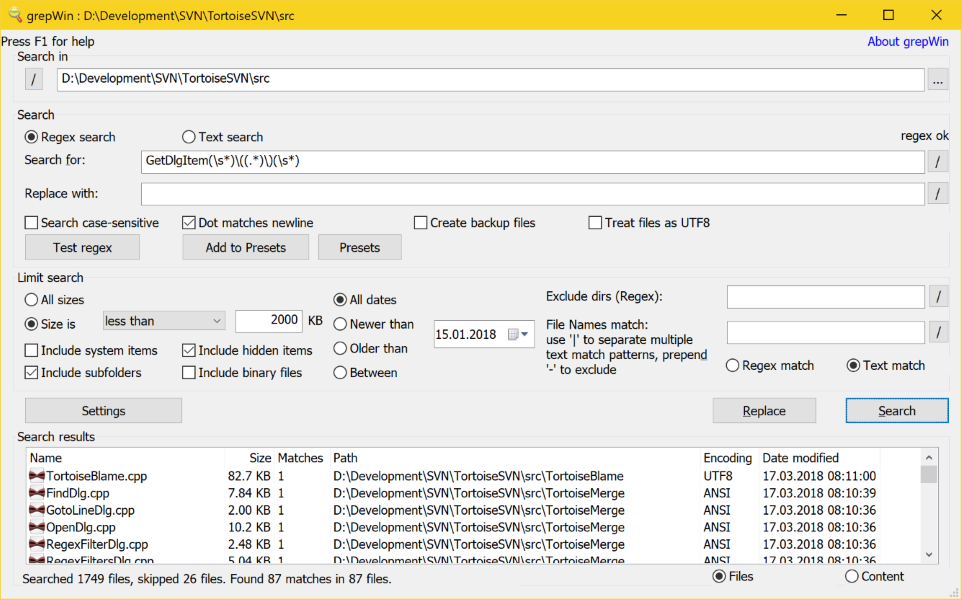 grepWin : D:\Development\SVN\TortoiseSVN\src
Press F1 for help About grepWin
Search in
/ D:\Development\SVN\TortoiseSVN\src ...
Search
Regex search Text search regex ok
Search for: GetDlgItem(\s*)\((.*)\)(\s*) /
Replace with: /
Search case-sensitive Dot matches newline Create backup files Treat files as UTF8
Test regex Add to Presets Presets
Limit search
All sizes All dates Exclude dirs (Regex): /
Size is less than 2000 KB Newer than 15.01.2018 File Names match: /
use '|' to separate multiple
Include system items Include hidden items Older than text match patterns, prepend
Include subfolders Include binary files Between '-' to exclude Regex match Text match
Settings Replace Search
Search results
Name Size Matches Path Encoding Date modified
TortoiseBlame.cpp 82.7 KB 1 D:\Development\SVN\TortoiseSVN\src\TortoiseBlame UTF8 17.03.2018 08:11:00
FindDlg.cpp 7.84 KB 1 D:\Development\SVN\TortoiseSVN\src\TortoiseMerge ANSI 17.03.2018 08:10:39
GotoLineDlg.cpp 2.00 KB 1 D:\Development\SVN\TortoiseSVN\src\TortoiseMerge ANSI 17.03.2018 08:10:36
OpenDlg.cpp 10.2 KB 1 D:\Development\SVN\TortoiseSVN\src\TortoiseMerge ANSI 17.03.2018 08:10:36
RegexFilterDlg.cpp 2.48 KB 1 D:\Development\SVN\TortoiseSVN\src\TortoiseMerge ANSI 17.03.2018 08:10:36
RegexFiltersDlg.cpp 5.04 KB 1 D:\Development\SVN\TortoiseSVN\src\TortoiseMerge ANSI 17.03.2018 08:10:36
Searched 1749 files, skipped 26 files. Found 87 matches in 87 files. Files Content